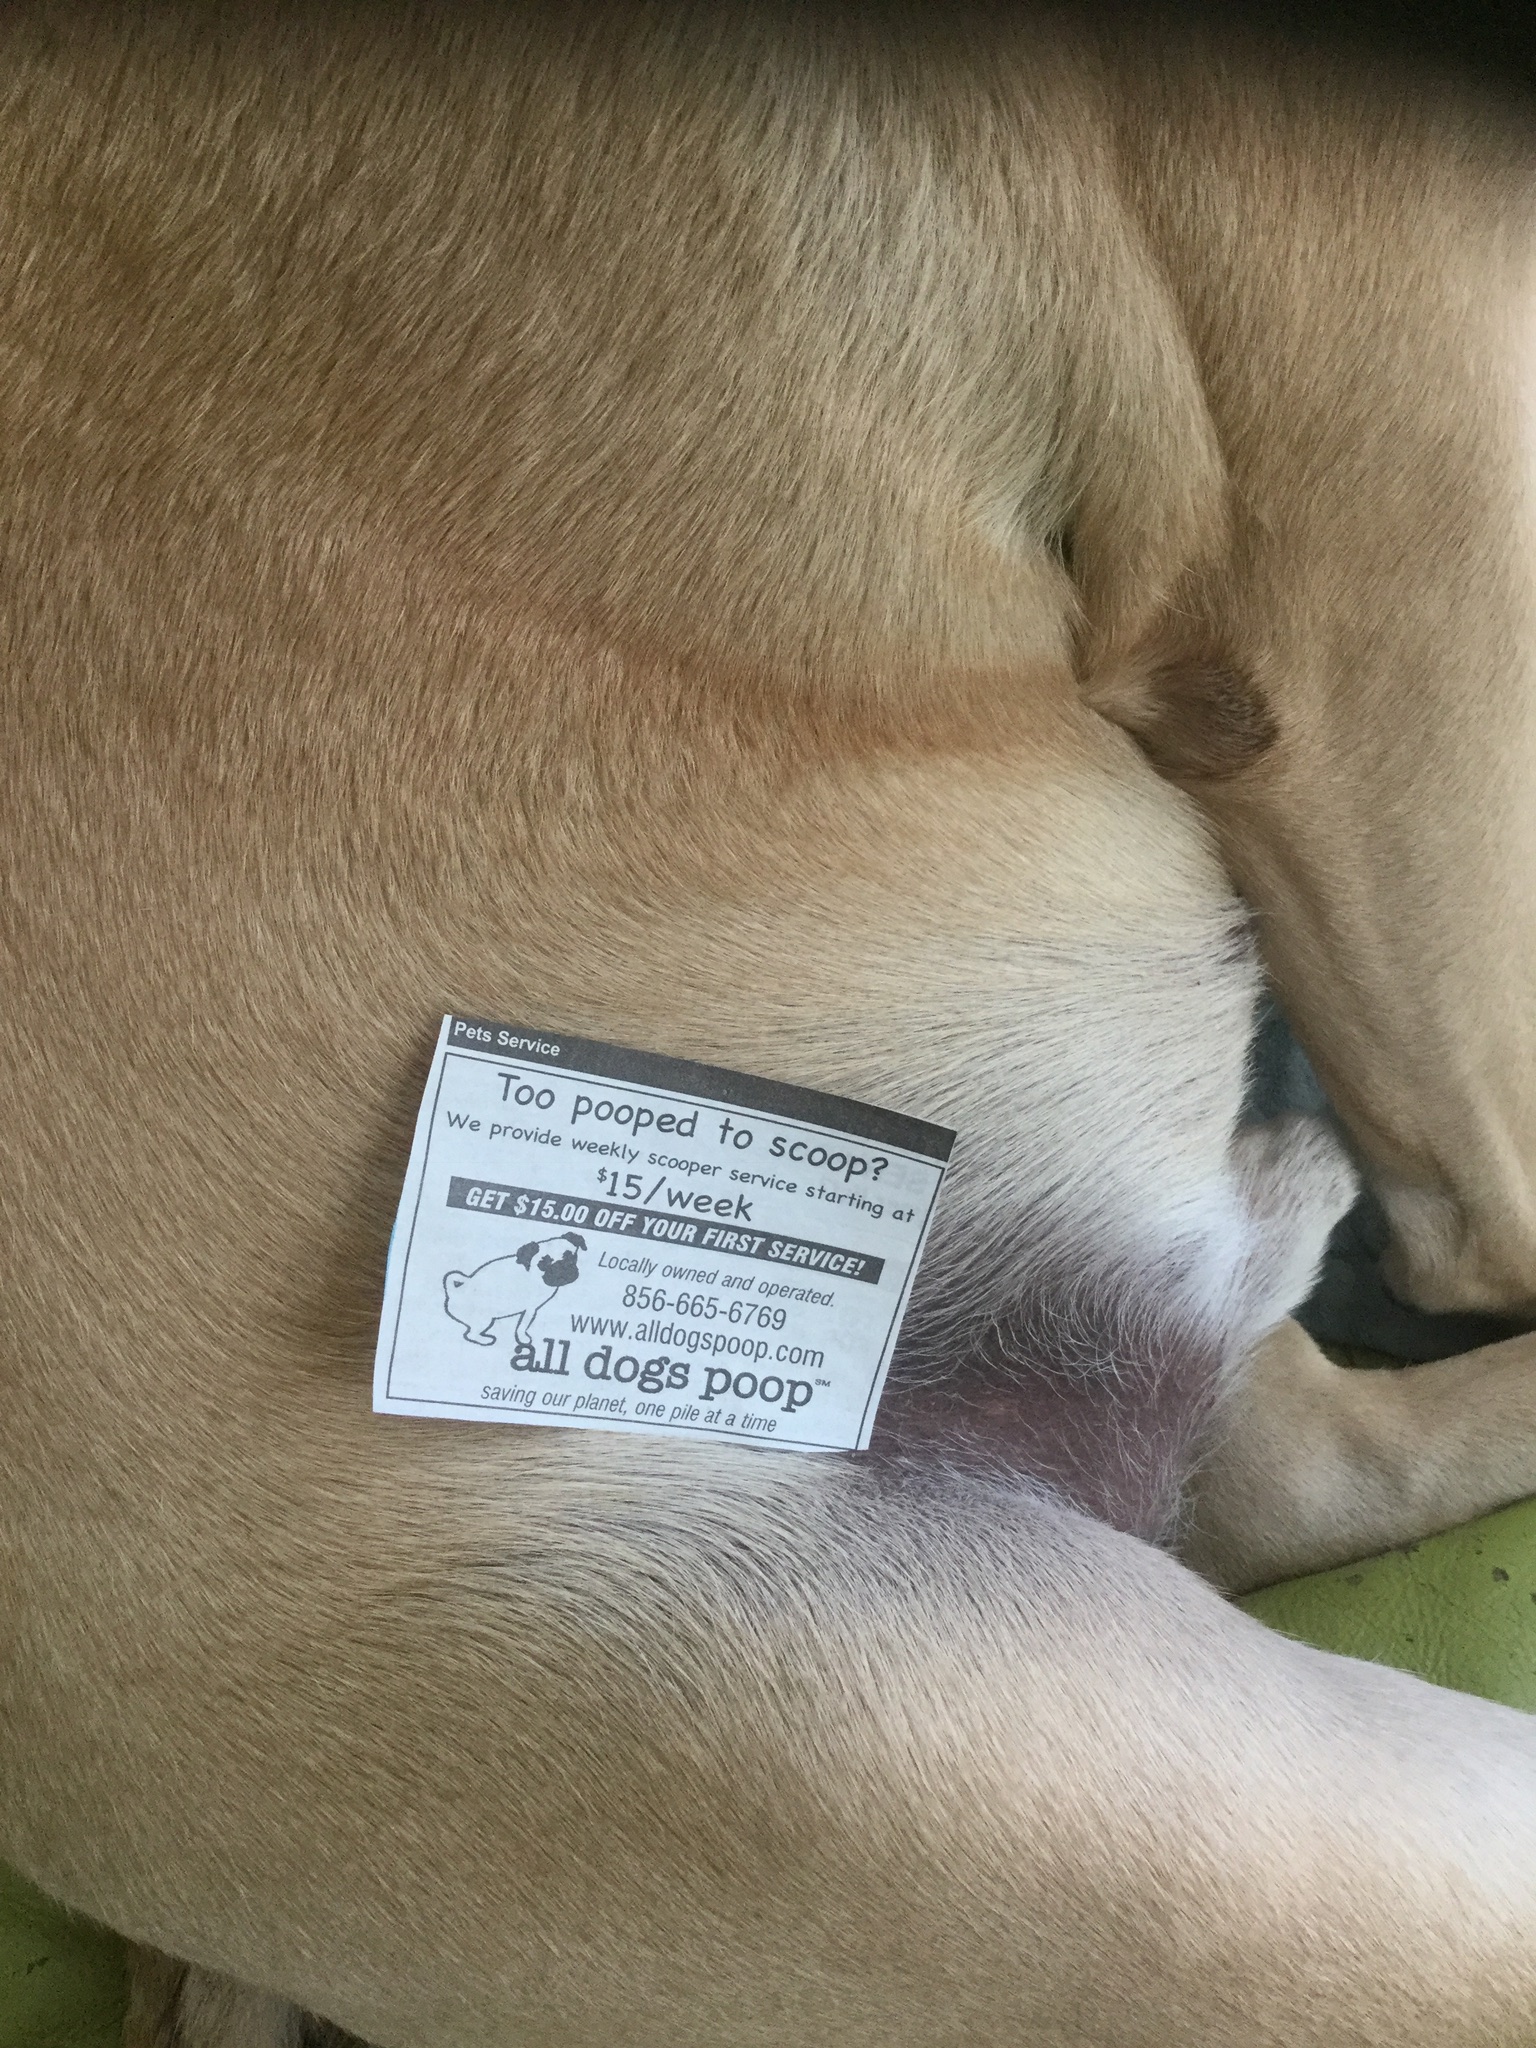 Pets Service
Too pooped to scoop?
We provide weekly scooper service starting at
$15/week
GET $15.00 OFF YOUR FIRST SERVICE!
Locally owned and operated.
856-665-6769
www.alldogspoop.com
all dogs poop℠
saving our planet, one pile at a time